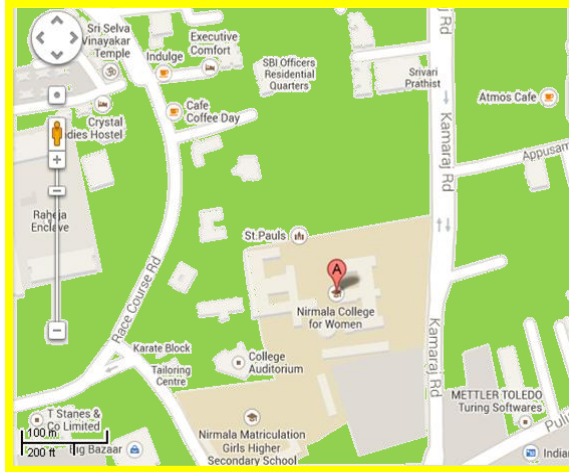 Sri Selva
Vinayakar
Temple
Indulge
Executive
Comfort
SBI Officers
Residential
Quarters
Srivari
Prathist
Atmos Cafe
Kamaraj Rd
Cafe
Coffee Day
Crystal
dies Hostel
Appusam
Raheja
Enclave
St.Pauls
Race Course Rd
A
Nirmala College
for Women
Kamaraj Rd
Karate Block
College
Auditorium
Tailoring
Centre
METTLER TOLEDO
Turing Softwares
T Stanes &
Co Limited
100 m
200 ft
Big Bazaar
Nirmala Matriculation
Girls Higher
Secondary School
Puli
Indian